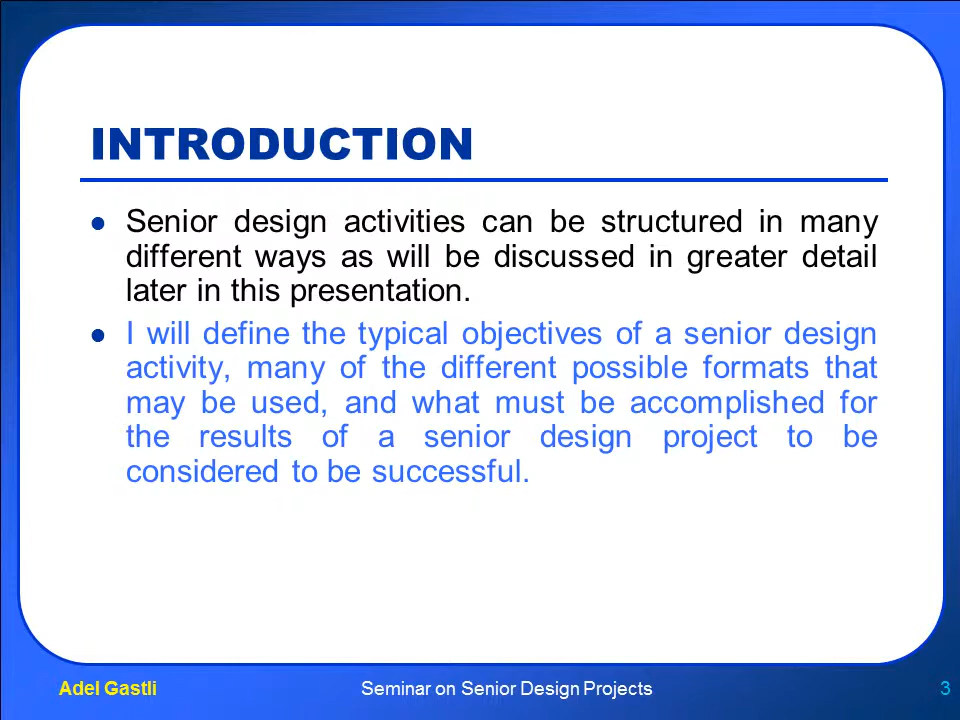 INTRODUCTION
Senior design activities can be structured in many
different ways as will be discussed in greater detail
later in this presentation.
I will define the typical objectives of a senior design
activity, many of the different possible formats that
may be used, and what must be accomplished for
the results of a senior design project to be
considered to be successful.
Adel Gastli Seminar on Senior Design Projects 3